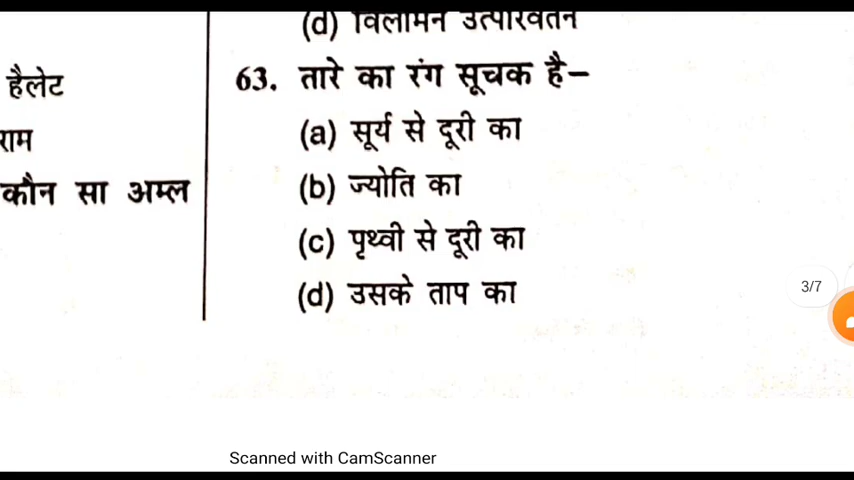 (d) विलोमन उत्परिवर्तन
हैलेट
63. तारे का रंग सूचक है–
राम
(a) सूर्य से दूरी का
कौन सा अम्ल
(b) ज्योति का
(c) पृथ्वी से दूरी का
(d) उसके ताप का
3/7
Scanned with CamScanner